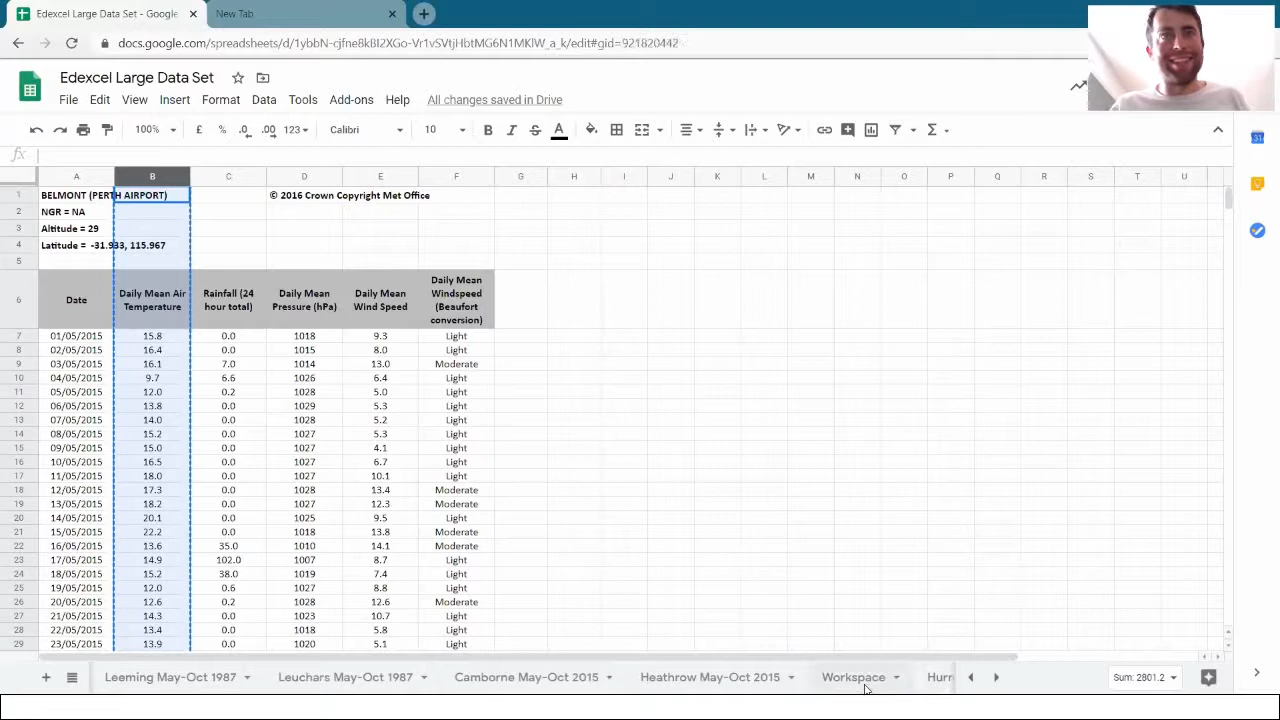 Edexcel Large Data Set - Google
New Tab
docs.google.com/spreadsheets/d/1ybbN-cjfne8kBI2XGo-Vr1vSVtjHbtMG6N1MKlW_a_k/edit#gid=921820442
Edexcel Large Data Set
File Edit View Insert Format Data Tools Add-ons Help All changes saved in Drive
100% £ % .0 .00 123 Calibri 10 B I S A Σ
fx
A B C D E F G H I J K L M N O P Q R S T U
1 BELMONT (PERTH AIRPORT) © 2016 Crown Copyright Met Office
2 NGR = NA
3 Altitude = 29
4 Latitude = -31.933, 115.967
5
6 Date Daily Mean Air Temperature Rainfall (24 hour total) Daily Mean Pressure (hPa) Daily Mean Wind Speed Daily Mean Windspeed (Beaufort conversion)
7 01/05/2015 15.8 0.0 1018 9.3 Light
8 02/05/2015 16.4 0.0 1015 8.0 Light
9 03/05/2015 16.1 7.0 1014 13.0 Moderate
10 04/05/2015 9.7 6.6 1026 6.4 Light
11 05/05/2015 12.0 0.2 1028 5.0 Light
12 06/05/2015 13.8 0.0 1029 5.3 Light
13 07/05/2015 14.0 0.0 1028 5.2 Light
14 08/05/2015 15.2 0.0 1027 5.3 Light
15 09/05/2015 15.0 0.0 1027 4.1 Light
16 10/05/2015 16.5 0.0 1027 6.7 Light
17 11/05/2015 18.0 0.0 1027 10.1 Light
18 12/05/2015 17.3 0.0 1028 13.4 Moderate
19 13/05/2015 18.2 0.0 1027 12.3 Moderate
20 14/05/2015 20.1 0.0 1025 9.5 Light
21 15/05/2015 22.2 0.0 1018 13.8 Moderate
22 16/05/2015 13.6 35.0 1010 14.1 Moderate
23 17/05/2015 14.9 102.0 1007 8.7 Light
24 18/05/2015 15.2 38.0 1019 7.4 Light
25 19/05/2015 12.0 0.6 1027 8.8 Light
26 20/05/2015 12.6 0.2 1028 12.6 Moderate
27 21/05/2015 14.3 0.0 1023 10.7 Light
28 22/05/2015 13.4 0.0 1018 5.8 Light
29 23/05/2015 13.9 0.0 1020 5.1 Light
Leeming May-Oct 1987 Leuchars May-Oct 1987 Camborne May-Oct 2015 Heathrow May-Oct 2015 Workspace Hurr Sum: 2801.2
31